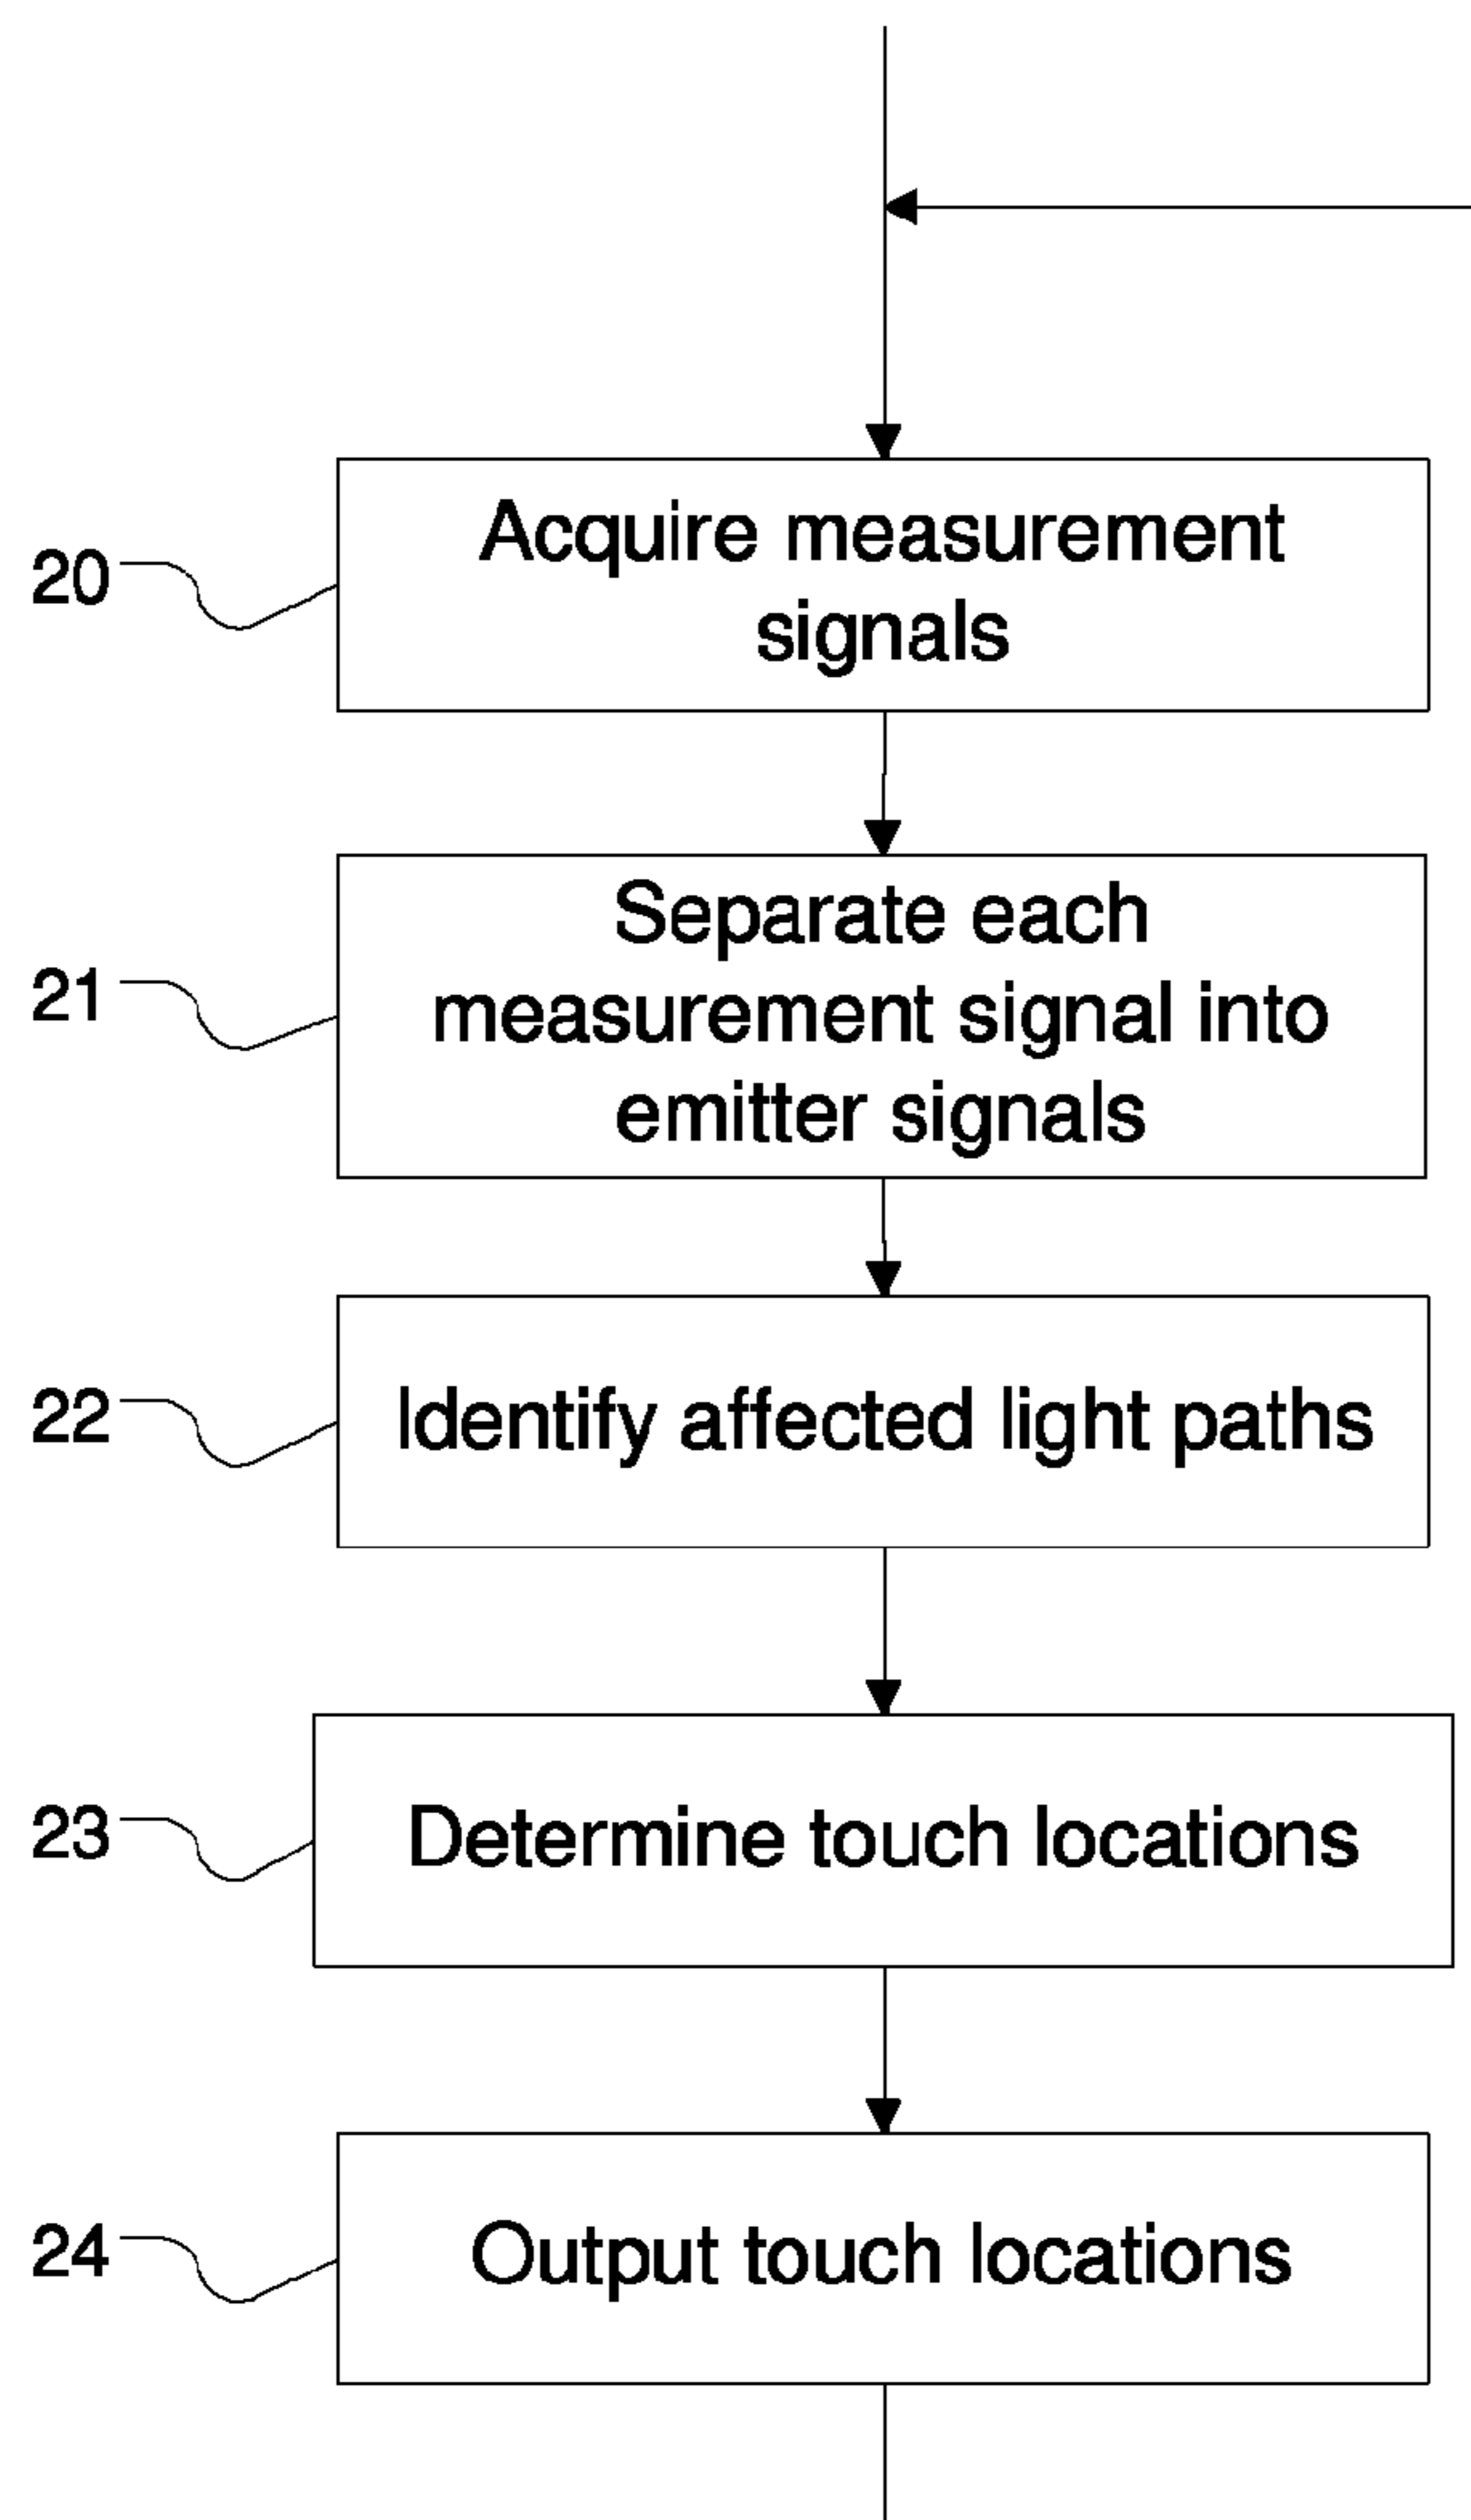 20
Acquire measurement
signals
21
Separate each
measurement signal into
emitter signals
22
Identify affected light paths
23
Determine touch locations
24
Output touch locations